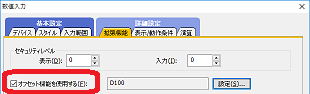 数値入力
基本設定 詳細設定
デバイス スタイル 入力範囲 拡張機能 表示/動作条件 演算
セキュリティレベル
表示(D): 0 入力(I): 0
オフセット機能を使用する(F): D100 設定(S)...